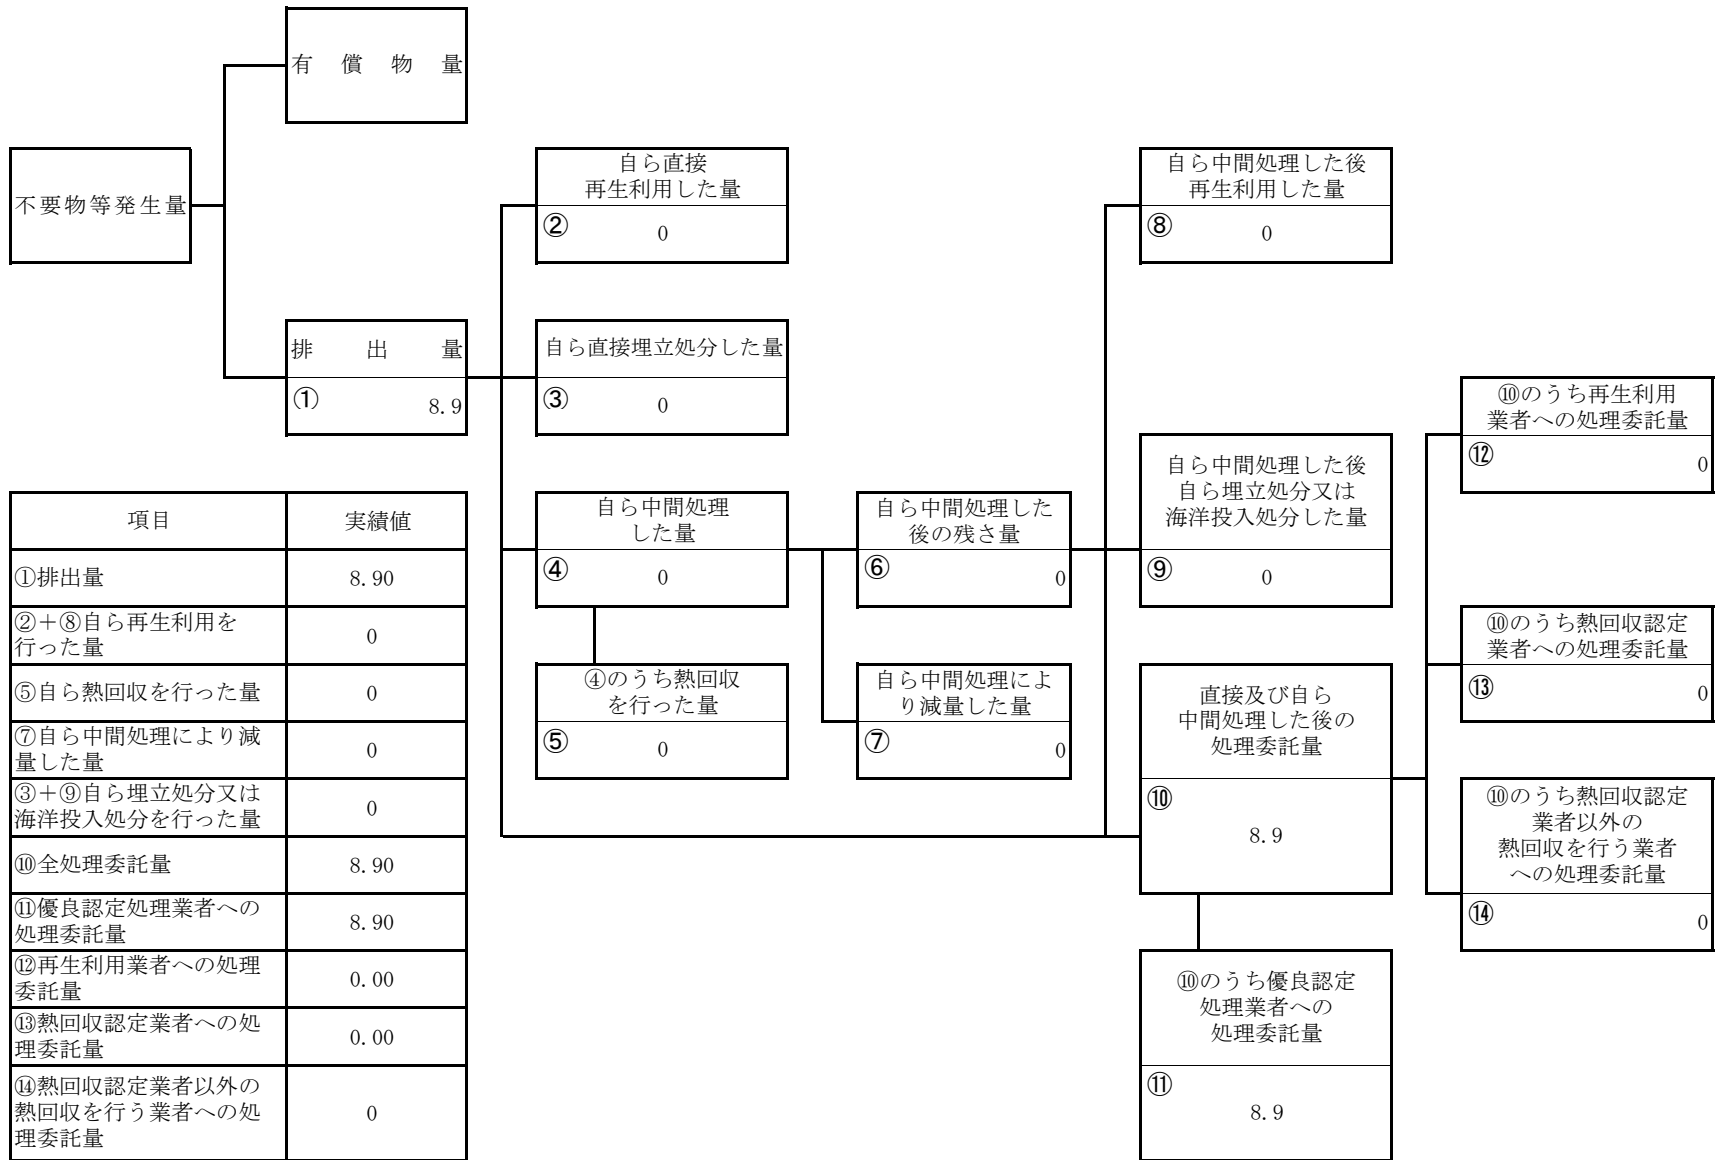 有償物量
不要物等発生量
自ら直接
再生利用した量
②
0
自ら中間処理した後
再生利用した量
⑧
0
排出量
①
8.9
自ら直接埋立処分した量
③
0
⑩のうち再生利用
業者への処理委託量
⑫
0
自ら中間処理
した量
④
0
自ら中間処理した
後の残さ量
⑥
0
自ら中間処理した後
自ら埋立処分又は
海洋投入処分した量
⑨
0
⑩のうち熱回収認定
業者への処理委託量
⑬
0
④のうち熱回収
を行った量
⑤
0
自ら中間処理によ
り減量した量
⑦
0
直接及び自ら
中間処理した後の
処理委託量
⑩
8.9
⑩のうち熱回収認定
業者以外の
熱回収を行う業者
への処理委託量
⑭
0
⑩のうち優良認定
処理業者への
処理委託量
⑪
8.9
項目 実績値
①排出量 8.90
②＋⑧自ら再生利用を
行った量
0
⑤自ら熱回収を行った量 0
⑦自ら中間処理により減
量した量
0
③＋⑨自ら埋立処分又は
海洋投入処分を行った量
0
⑩全処理委託量 8.90
⑪優良認定処理業者への
処理委託量
8.90
⑫再生利用業者への処理
委託量
0.00
⑬熱回収認定業者への処
理委託量
0.00
⑭熱回収認定業者以外の
熱回収を行う業者への処
理委託量
0